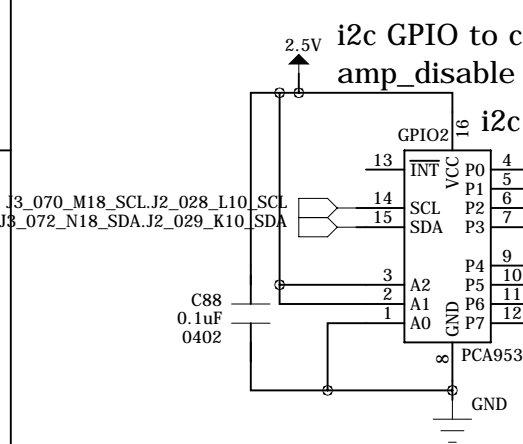 i2c GPIO to c
2.5V
amp_disable
i2c
GPIO2
16
13
INT
VCC
P0
4
P1
5
J3_070_M18_SCL.J2_028_L10_SCL
14
SCL
P2
6
J3_072_N18_SDA.J2_029_K10_SDA
15
SDA
P3
7
P4
9
3
A2
P5
10
C88
2
A1
P6
11
0.1uF
1
A0
GND
P7
12
0402
8
PCA953
GND